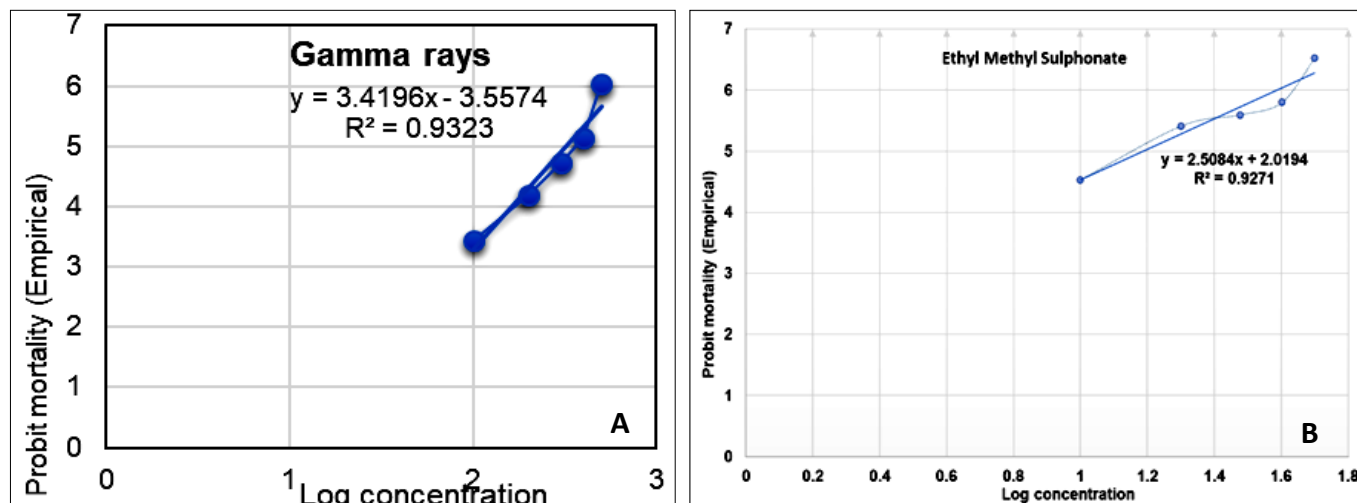 Gamma rays
y = 3.4196x - 3.5574
R² = 0.9323
Probit mortality (Empirical)
7
6
5
4
3
2
1
0
0 1 2 3
Log concentration
A
Ethyl Methyl Sulphonate
y = 2.5084x + 2.0194
R² = 0.9271
Probit mortality (Empirical)
7
6
5
4
3
2
1
0
0 0.2 0.4 0.6 0.8 1 1.2 1.4 1.6 1.8
Log concentration
B